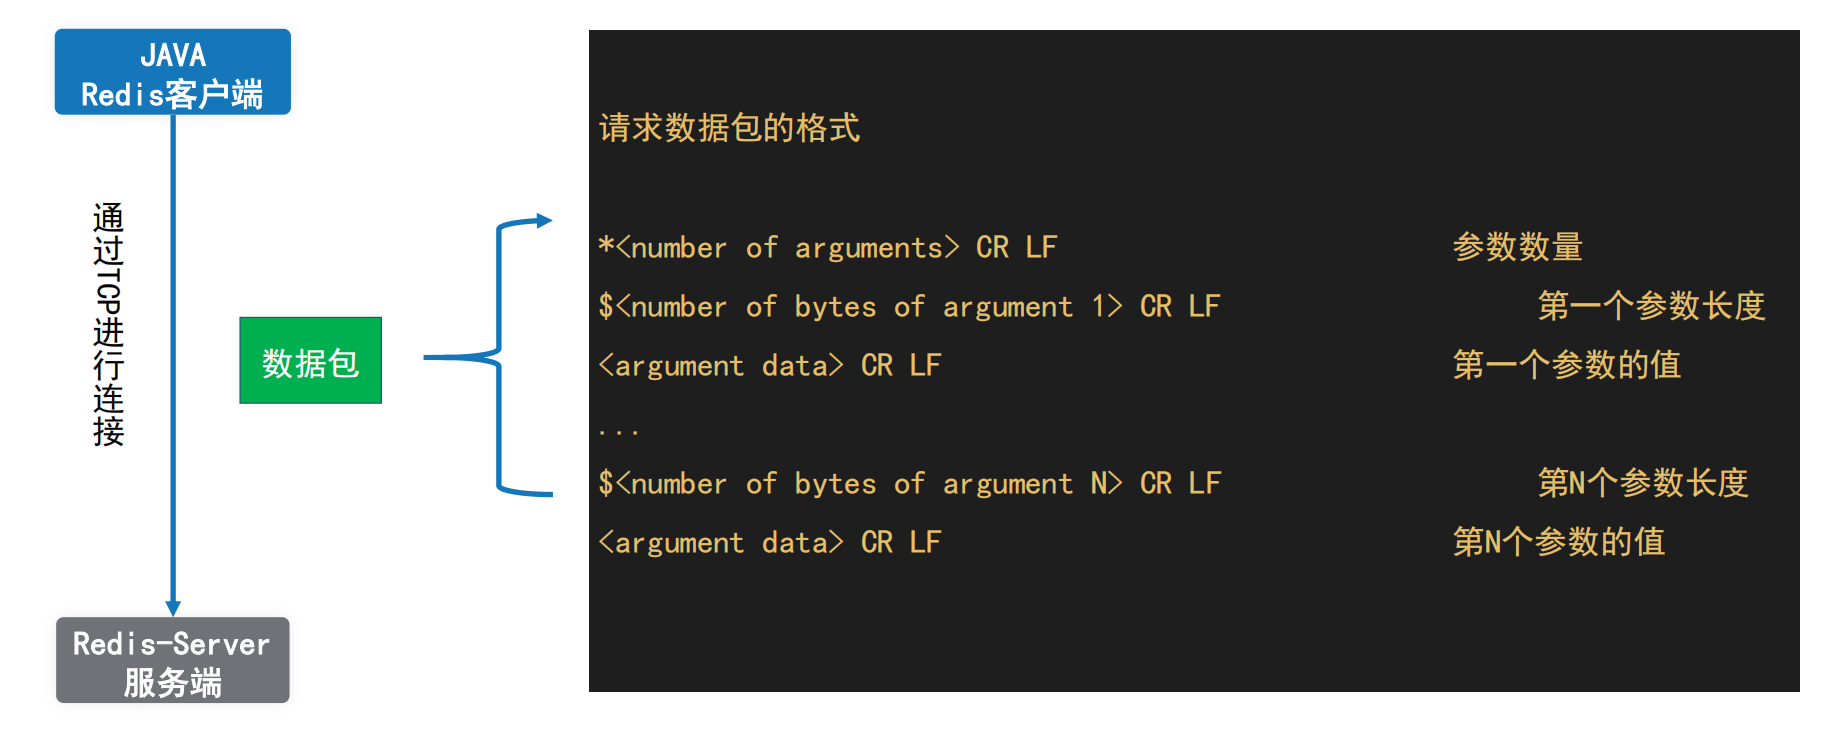 JAVA
Redis客户端
通过TCP进行连接
数据包
请求数据包的格式
*<number of arguments> CR LF 参数数量
$<number of bytes of argument 1> CR LF 第一个参数长度
<argument data> CR LF 第一个参数的值
...
$<number of bytes of argument N> CR LF 第N个参数长度
<argument data> CR LF 第N个参数的值
Redis-Server
服务端